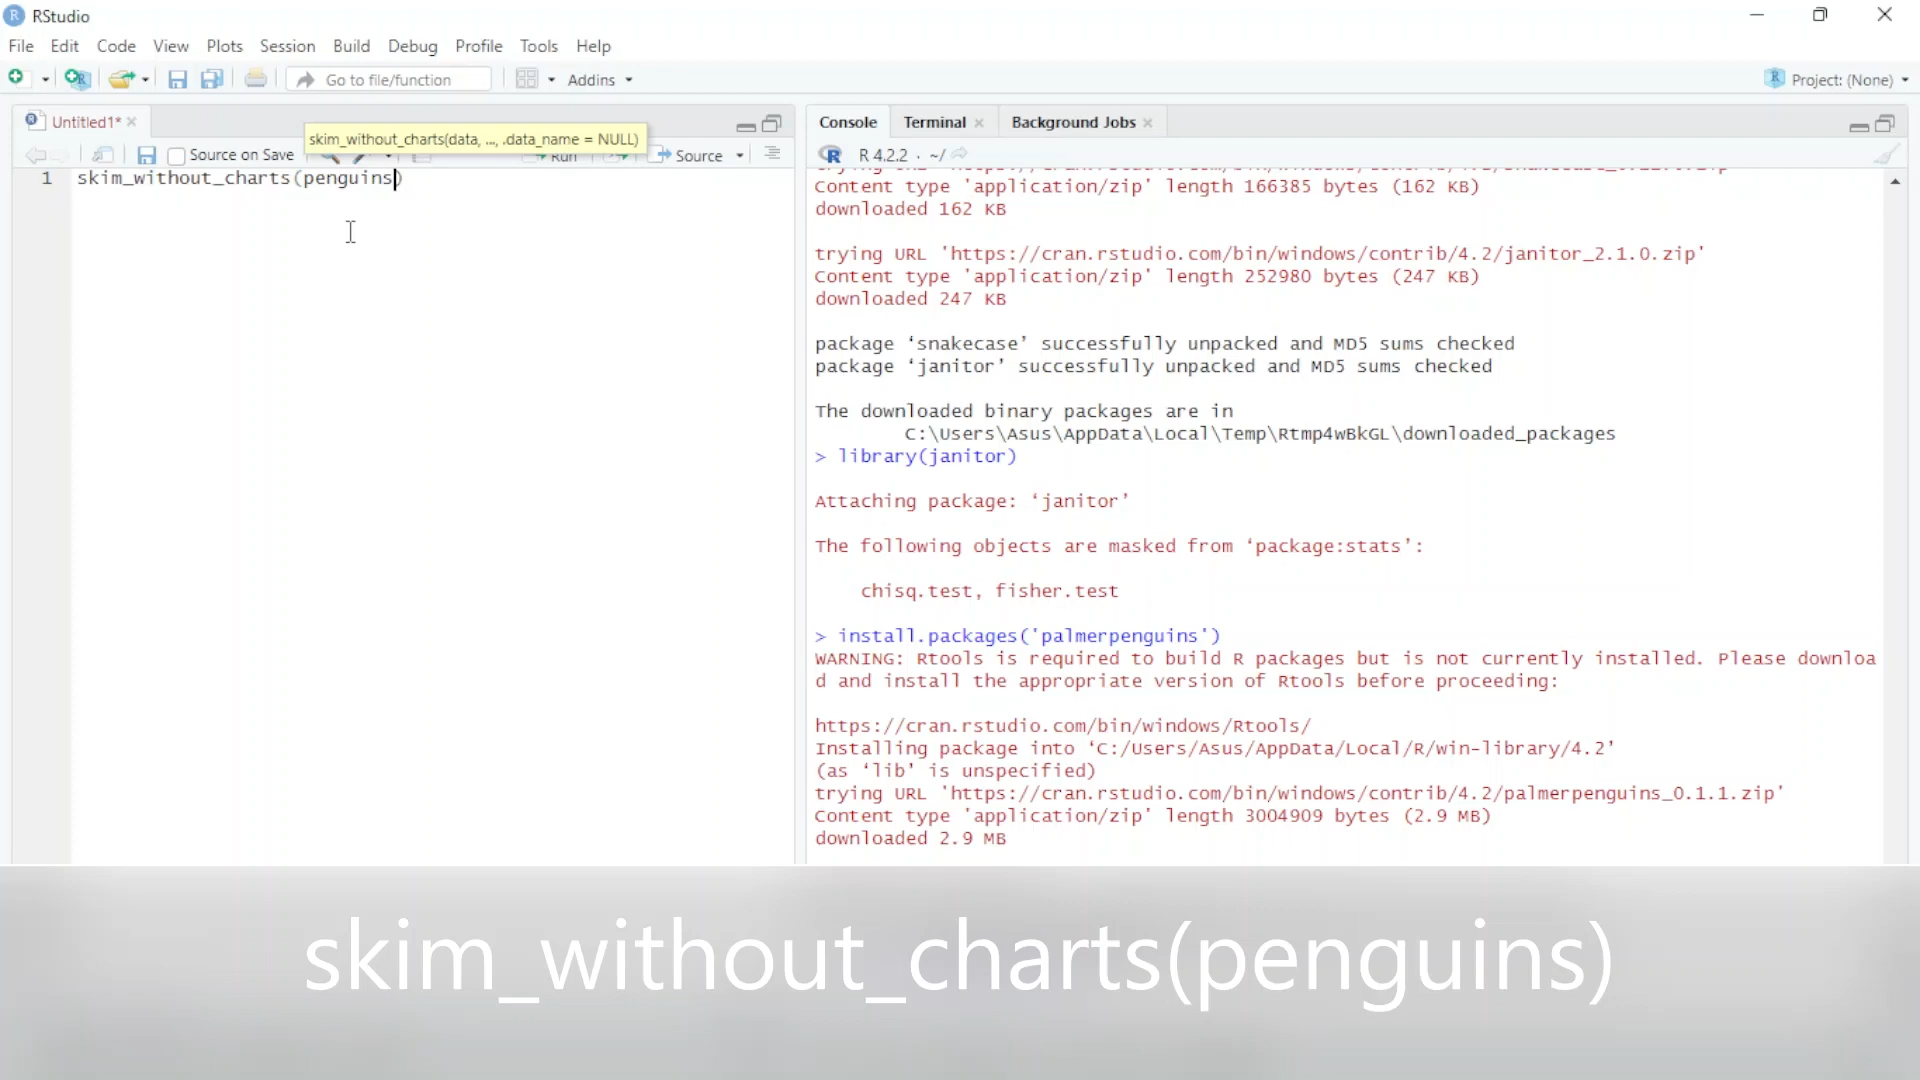 RStudio
File Edit Code View Plots Session Build Debug Profile Tools Help
Go to file/function Addins Project: (None)
Untitled1*
skim_without_charts(data, ..., .data_name = NULL)
Source on Save Run Source
1 skim_without_charts(penguins)
Console Terminal Background Jobs
R 4.2.2 · ~/
Content type 'application/zip' length 166385 bytes (162 KB)
downloaded 162 KB
trying URL 'https://cran.rstudio.com/bin/windows/contrib/4.2/janitor_2.1.0.zip'
Content type 'application/zip' length 252980 bytes (247 KB)
downloaded 247 KB
package ‘snakecase’ successfully unpacked and MD5 sums checked
package ‘janitor’ successfully unpacked and MD5 sums checked
The downloaded binary packages are in
C:\Users\Asus\AppData\Local\Temp\Rtmp4wBkGL\downloaded_packages
> library(janitor)
Attaching package: ‘janitor’
The following objects are masked from ‘package:stats’:
chisq.test, fisher.test
> install.packages('palmerpenguins')
WARNING: Rtools is required to build R packages but is not currently installed. Please downloa
d and install the appropriate version of Rtools before proceeding:
https://cran.rstudio.com/bin/windows/Rtools/
Installing package into ‘C:/Users/Asus/AppData/Local/R/win-library/4.2’
(as ‘lib’ is unspecified)
trying URL 'https://cran.rstudio.com/bin/windows/contrib/4.2/palmerpenguins_0.1.1.zip'
Content type 'application/zip' length 3004909 bytes (2.9 MB)
downloaded 2.9 MB
skim_without_charts(penguins)